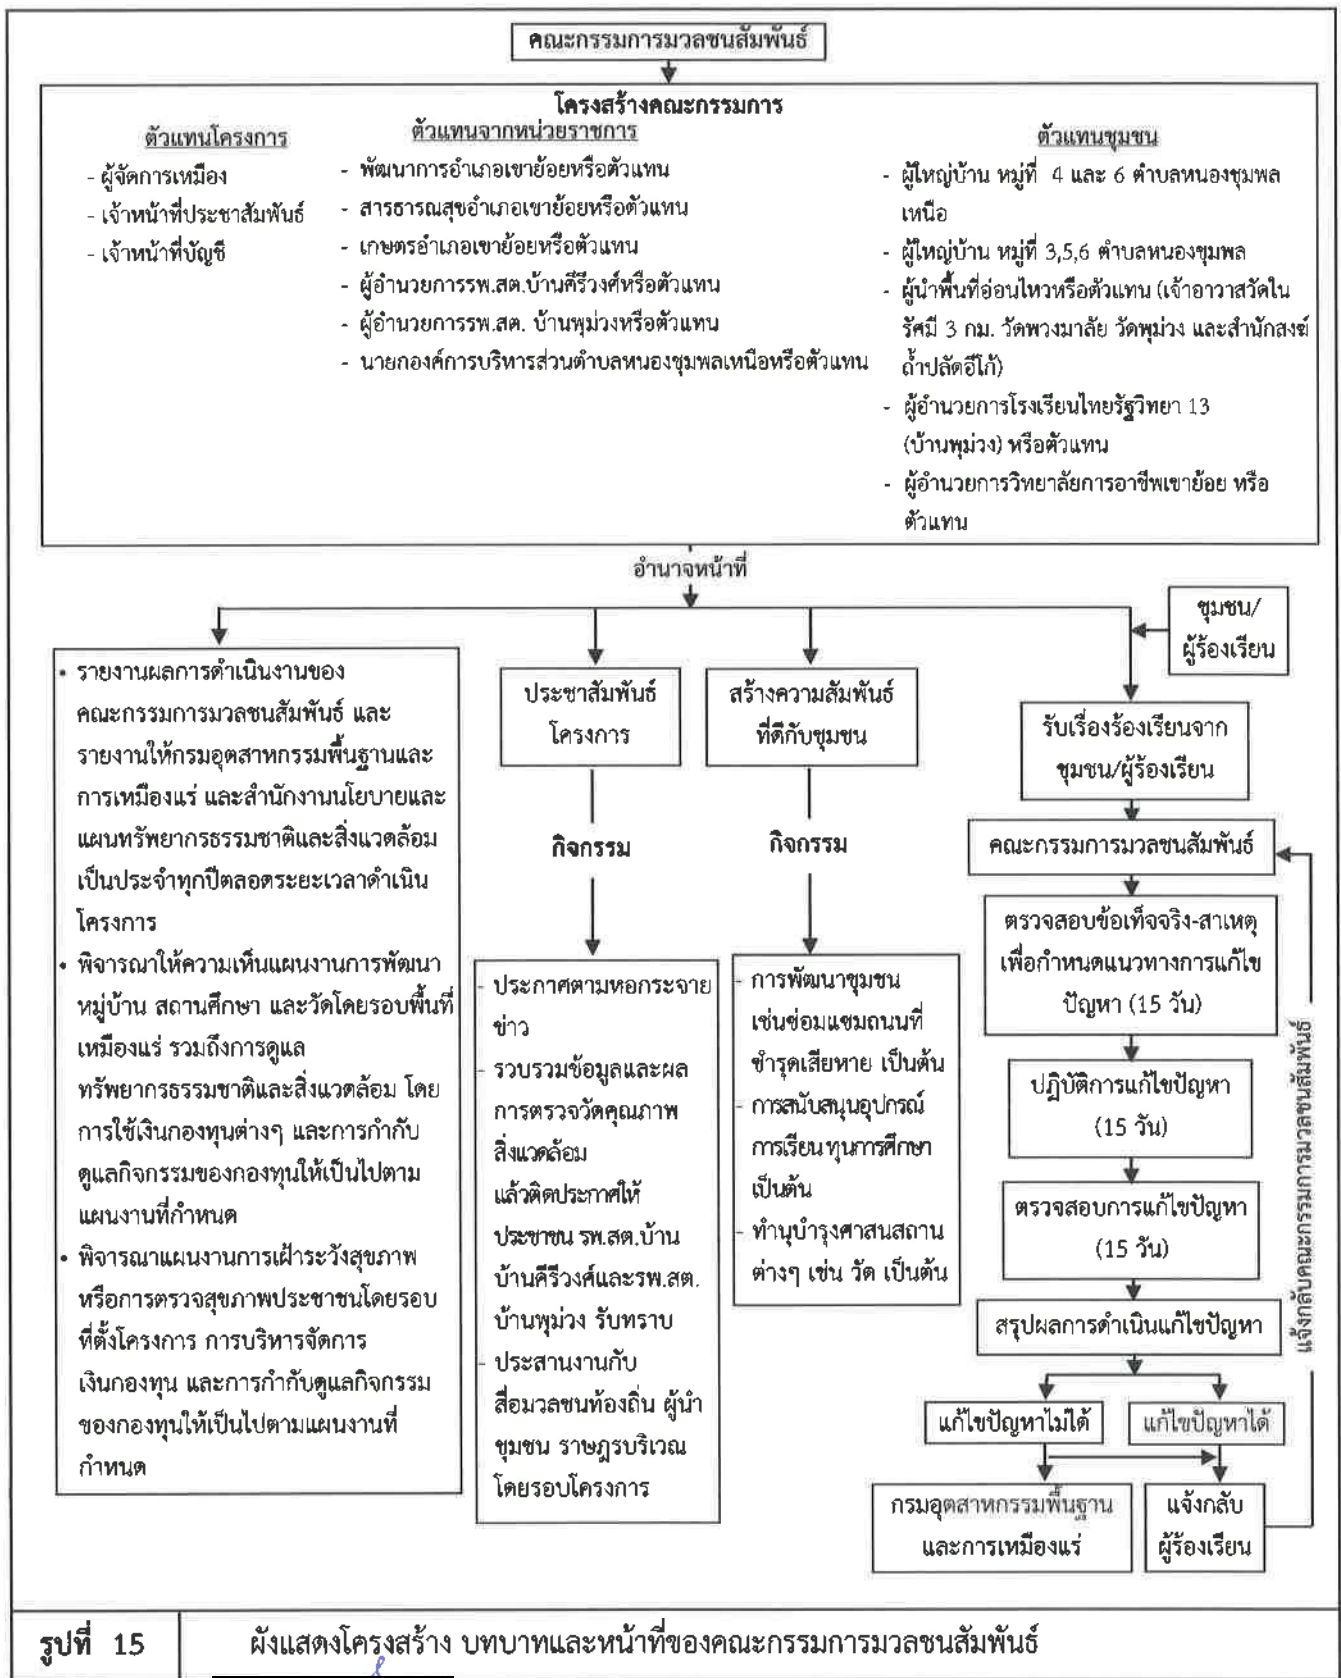 คณะกรรมการมวลชนสัมพันธ์
โครงสร้างคณะกรรมการ
ตัวแทนโครงการ
- ผู้จัดการเหมือง
- เจ้าหน้าที่ประชาสัมพันธ์
- เจ้าหน้าที่บัญชี
ตัวแทนจากหน่วยราชการ
- พัฒนาการอำเภอเขาย้อยหรือตัวแทน
- สารธารณสุขอำเภอเขาย้อยหรือตัวแทน
- เกษตรอำเภอเขาย้อยหรือตัวแทน
- ผู้อำนวยการรพ.สต.บ้านคีรีวงศ์หรือตัวแทน
- ผู้อำนวยการรพ.สต. บ้านพุม่วงหรือตัวแทน
- นายกองค์การบริหารส่วนตำบลหนองชุมพลเหนือหรือตัวแทน
ตัวแทนชุมชน
- ผู้ใหญ่บ้าน หมู่ที่ 4 และ 6 ตำบลหนองชุมพล
เหนือ
- ผู้ใหญ่บ้าน หมู่ที่ 3,5,6 ตำบลหนองชุมพล
- ผู้นำพื้นที่อ่อนไหวหรือตัวแทน (เจ้าอาวาสวัดใน
รัศมี 3 กม. วัดพวงมาลัย วัดพุม่วง และสำนักสงฆ์
ถ้ำปลัดอีโก้)
- ผู้อำนวยการโรงเรียนไทยรัฐวิทยา 13
(บ้านพุม่วง) หรือตัวแทน
- ผู้อำนวยการวิทยาลัยการอาชีพเขาย้อย หรือ
ตัวแทน
อำนาจหน้าที่
• รายงานผลการดำเนินงานของ
คณะกรรมการมวลชนสัมพันธ์ และ
รายงานให้กรมอุตสาหกรรมพื้นฐานและ
การเหมืองแร่ และสำนักงานนโยบายและ
แผนทรัพยากรธรรมชาติและสิ่งแวดล้อม
เป็นประจำทุกปีตลอดระยะเวลาดำเนิน
โครงการ
• พิจารณาให้ความเห็นแผนงานการพัฒนา
หมู่บ้าน สถานศึกษา และวัดโดยรอบพื้นที่
เหมืองแร่ รวมถึงการดูแล
ทรัพยากรธรรมชาติและสิ่งแวดล้อม โดย
การใช้เงินกองทุนต่างๆ และการกำกับ
ดูแลกิจกรรมของกองทุนให้เป็นไปตาม
แผนงานที่กำหนด
• พิจารณาแผนงานการเฝ้าระวังสุขภาพ
หรือการตรวจสุขภาพประชาชนโดยรอบ
ที่ตั้งโครงการ การบริหารจัดการ
เงินกองทุน และการกำกับดูแลกิจกรรม
ของกองทุนให้เป็นไปตามแผนงานที่
กำหนด
ประชาสัมพันธ์
โครงการ
กิจกรรม
- ประกาศตามหอกระจาย
ข่าว
- รวบรวมข้อมูลและผล
การตรวจวัดคุณภาพ
สิ่งแวดล้อม
แล้วติดประกาศให้
ประชาชน รพ.สต.บ้าน
บ้านคีรีวงศ์และรพ.สต.
บ้านพุม่วง รับทราบ
- ประสานงานกับ
สื่อมวลชนท้องถิ่น ผู้นำ
ชุมชน ราษฎรบริเวณ
โดยรอบโครงการ
สร้างความสัมพันธ์
ที่ดีกับชุมชน
กิจกรรม
- การพัฒนาชุมชน
เช่นซ่อมแซมถนนที่
ชำรุดเสียหาย เป็นต้น
- การสนับสนุนอุปกรณ์
การเรียน ทุนการศึกษา
เป็นต้น
- ทำนุบำรุงศาสนสถาน
ต่างๆ เช่น วัด เป็นต้น
ชุมชน/
ผู้ร้องเรียน
รับเรื่องร้องเรียนจาก
ชุมชน/ผู้ร้องเรียน
คณะกรรมการมวลชนสัมพันธ์
ตรวจสอบข้อเท็จจริง-สาเหตุ
เพื่อกำหนดแนวทางการแก้ไข
ปัญหา (15 วัน)
ปฏิบัติการแก้ไขปัญหา
(15 วัน)
ตรวจสอบการแก้ไขปัญหา
(15 วัน)
สรุปผลการดำเนินแก้ไขปัญหา
แก้ไขปัญหาไม่ได้
แก้ไขปัญหาได้
กรมอุตสาหกรรมพื้นฐาน
และการเหมืองแร่
แจ้งกลับ
ผู้ร้องเรียน
แจ้งกลับคณะกรรมการมวลชนสัมพันธ์
รูปที่ 15
ผังแสดงโครงสร้าง บทบาทและหน้าที่ของคณะกรรมการมวลชนสัมพันธ์